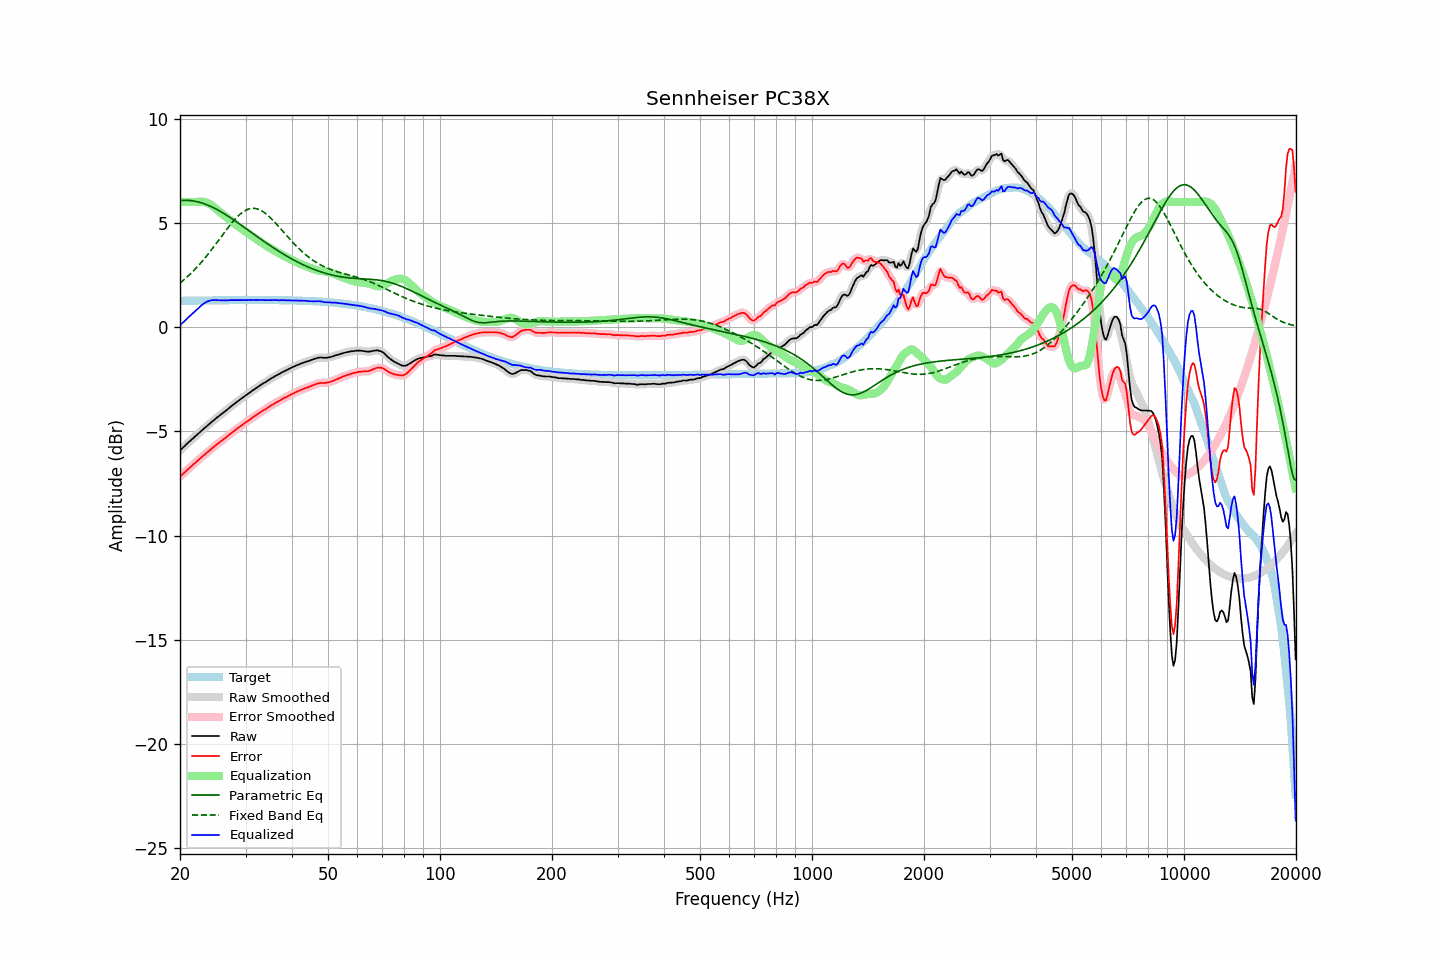 Sennheiser PC38X
10
5
0
−5
−10
−15
−20
−25
Amplitude (dBr)
Target
Raw Smoothed
Error Smoothed
Raw
Error
Equalization
Parametric Eq
Fixed Band Eq
Equalized
20 50 100 200 500 1000 2000 5000 10000 20000
Frequency (Hz)